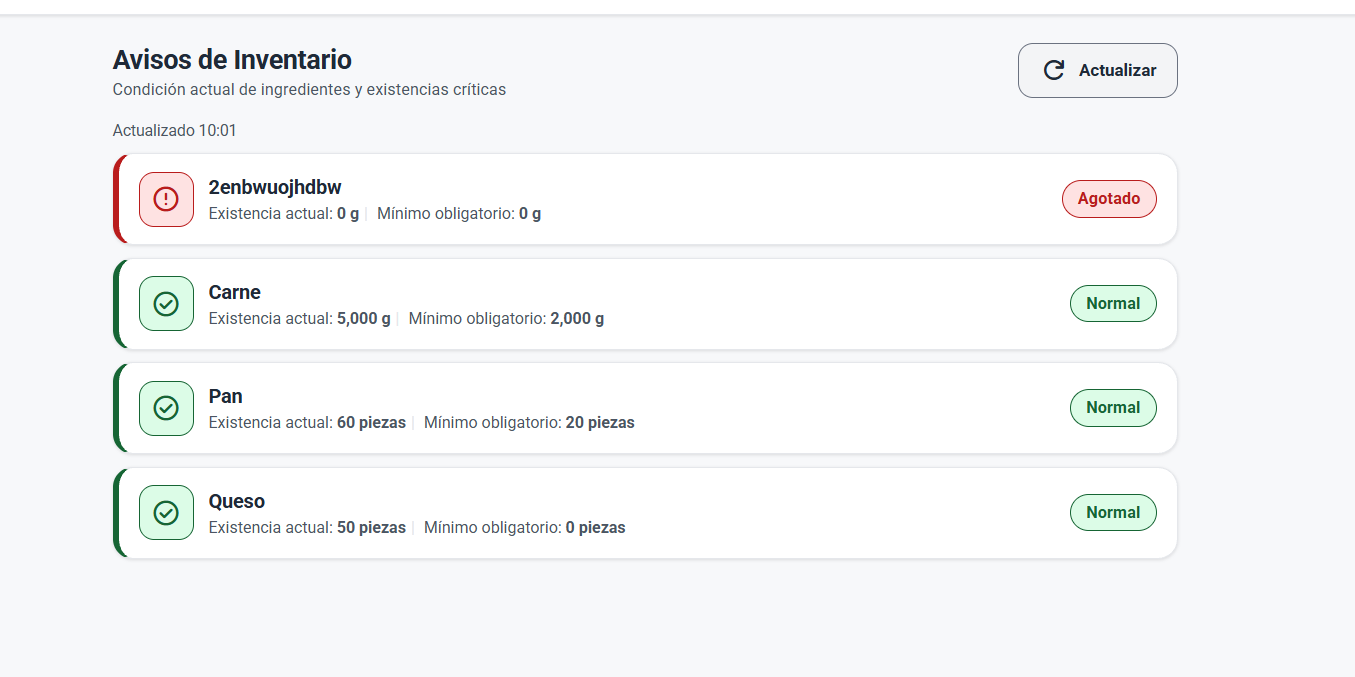 Avisos de Inventario
Condición actual de ingredientes y existencias críticas
Actualizar
Actualizado 10:01
2enbwuojhdbw
Existencia actual: 0 g | Mínimo obligatorio: 0 g
Agotado
Carne
Existencia actual: 5,000 g | Mínimo obligatorio: 2,000 g
Normal
Pan
Existencia actual: 60 piezas | Mínimo obligatorio: 20 piezas
Normal
Queso
Existencia actual: 50 piezas | Mínimo obligatorio: 0 piezas
Normal